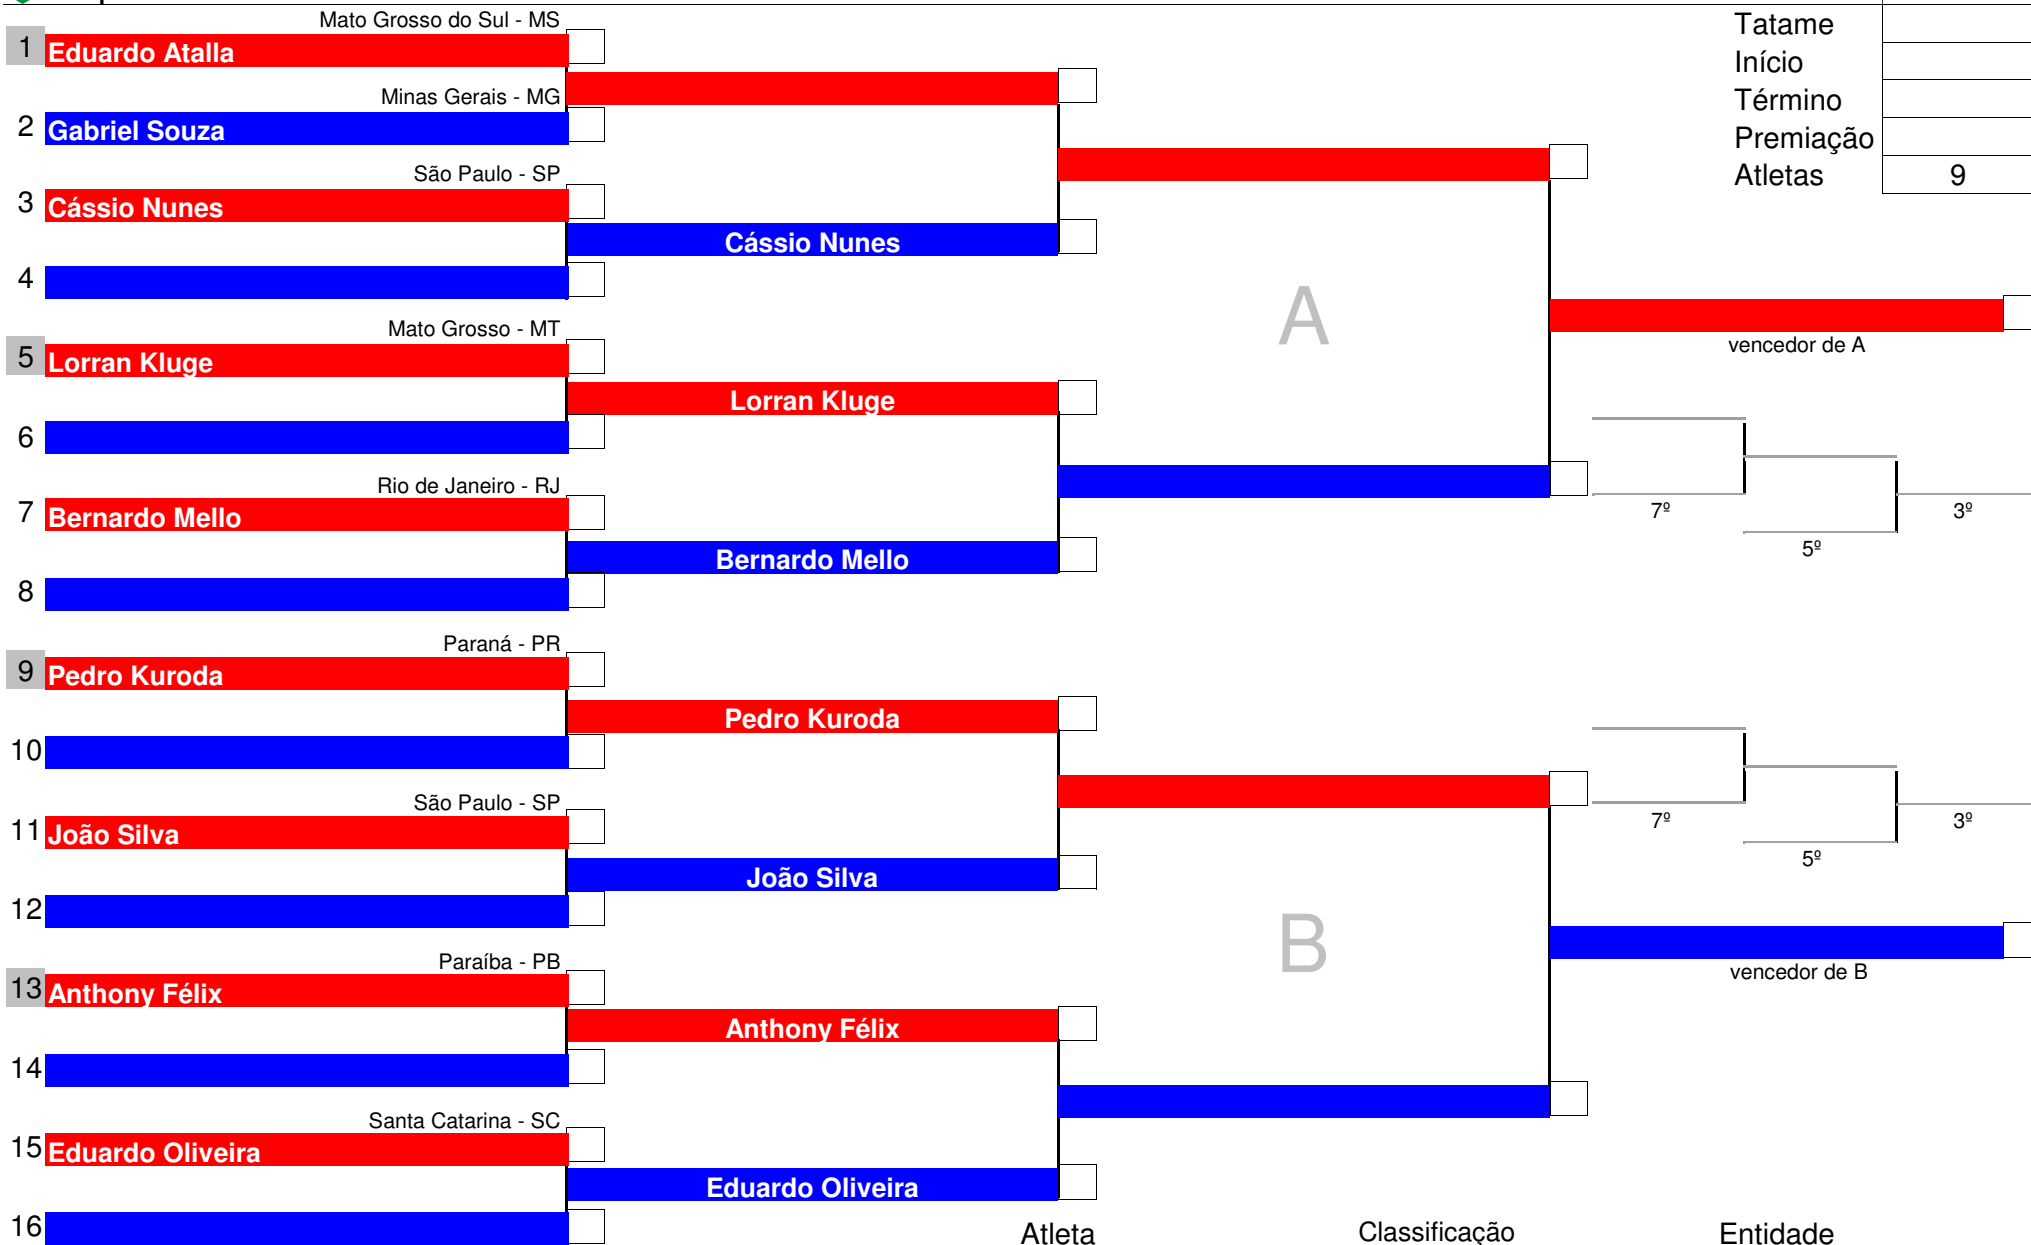 Mato Grosso do Sul - MS
1 Eduardo Atalla
Minas Gerais - MG
2 Gabriel Souza
São Paulo - SP
3 Cássio Nunes
Cássio Nunes
4
Mato Grosso - MT
5 Lorran Kluge
Lorran Kluge
6
Rio de Janeiro - RJ
7 Bernardo Mello
Bernardo Mello
8
Paraná - PR
9 Pedro Kuroda
Pedro Kuroda
10
São Paulo - SP
11 João Silva
João Silva
12
Paraíba - PB
13 Anthony Félix
Anthony Félix
14
Santa Catarina - SC
15 Eduardo Oliveira
Eduardo Oliveira
16
A
B
Tatame
Início
Término
Premiação
Atletas 9
vencedor de A
7º
3º
5º
7º
3º
5º
vencedor de B
Atleta Classificação Entidade